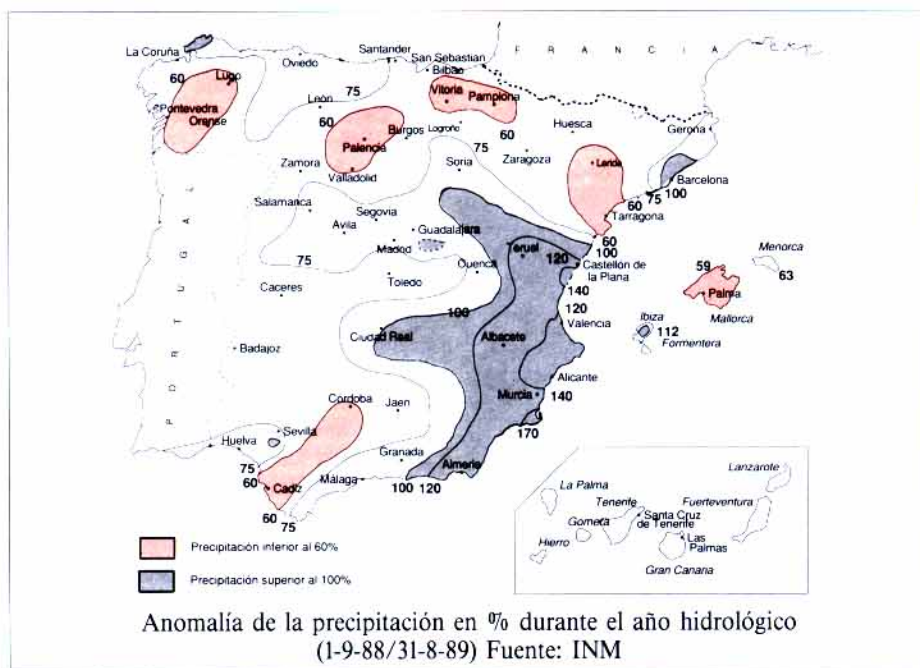 F R A N C I A
La Coruña
Oviedo
Santander
San Sebastian
Bilbao
60
Lugo
75
Vitoria
Pamplona
León
Pontevedra
Orense
60
Burgos
Logroño
60
Huesca
Gerona
Palencia
75
Zaragoza
Lerida
Zamora
Valladolid
Soria
Barcelona
60
75
100
Salamanca
Segovia
Tarragona
Avila
Guadalajara
60
100
Madrid
Teruel
120
Castellón de
la Plana
Menorca
59
63
75
Cuenca
Toledo
140
Palma
Mallorca
Caceres
100
120
Valencia
Ibiza
112
Formentera
PORTUGAL
Ciudad Real
Albacete
Badajoz
Alicante
Murcia
140
Cordoba
Jaen
170
Sevilla
Huelva
Granada
Almeria
75
60
Cadiz
Málaga
100
120
60
75
Lanzarote
La Palma
Tenerife
Fuerteventura
Santa Cruz
de Tenerife
Gomera
Hierro
Las
Palmas
Gran Canaria
Precipitación inferior al 60%
Precipitación superior al 100%
Anomalía de la precipitación en % durante el año hidrológico
(1-9-88/31-8-89) Fuente: INM